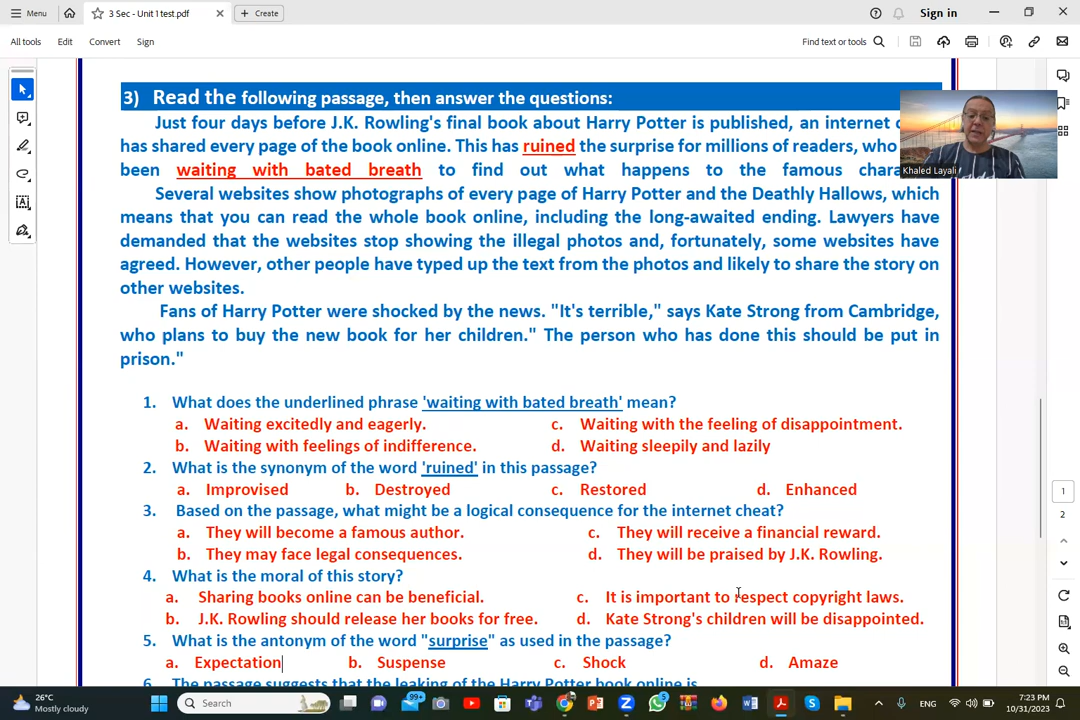 Menu
3 Sec - Unit 1 test.pdf
Create
Sign in
All tools
Edit
Convert
Sign
Find text or tools
3) Read the following passage, then answer the questions:
Just four days before J.K. Rowling's final book about Harry Potter is published, an internet
has shared every page of the book online. This has ruined the surprise for millions of readers, who
been waiting with bated breath to find out what happens to the famous
Several websites show photographs of every page of Harry Potter and the Deathly Hallows, which
means that you can read the whole book online, including the long-awaited ending. Lawyers have
demanded that the websites stop showing the illegal photos and, fortunately, some websites have
agreed. However, other people have typed up the text from the photos and likely to share the story on
other websites.
Fans of Harry Potter were shocked by the news. "It's terrible," says Kate Strong from Cambridge,
who plans to buy the new book for her children." The person who has done this should be put in
prison."
1. What does the underlined phrase 'waiting with bated breath' mean?
a. Waiting excitedly and eagerly. c. Waiting with the feeling of disappointment.
b. Waiting with feelings of indifference. d. Waiting sleepily and lazily
2. What is the synonym of the word 'ruined' in this passage?
a. Improvised b. Destroyed c. Restored d. Enhanced
3. Based on the passage, what might be a logical consequence for the internet cheat?
a. They will become a famous author. c. They will receive a financial reward.
b. They may face legal consequences. d. They will be praised by J.K. Rowling.
4. What is the moral of this story?
a. Sharing books online can be beneficial. c. It is important to respect copyright laws.
b. J.K. Rowling should release her books for free. d. Kate Strong's children will be disappointed.
5. What is the antonym of the word "surprise" as used in the passage?
a. Expectation b. Suspense c. Shock d. Amaze
6. The passage suggests that the leaking of the Harry Potter book online is
Khaled Layali
1
2
26°C
Mostly cloudy
Search
99+
5
ENG
7:23 PM
10/31/2023